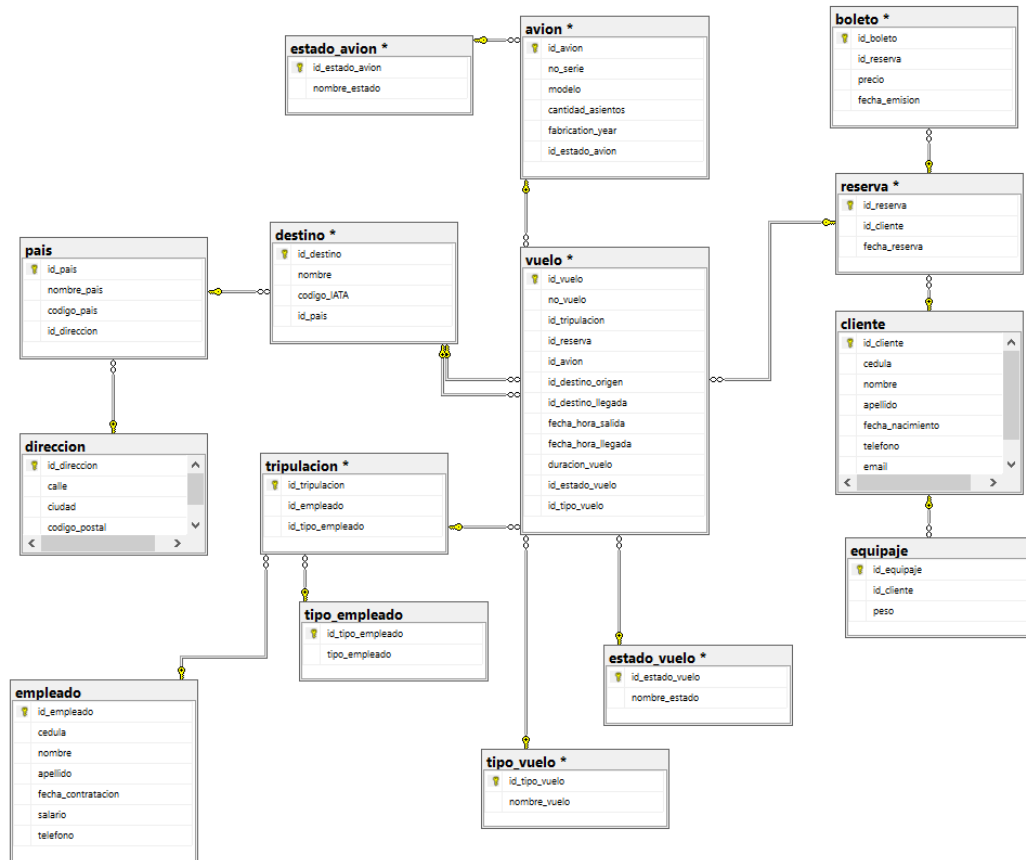 estado_avion *
id_estado_avion
nombre_estado
avion *
id_avion
no_serie
modelo
cantidad_asientos
fabrication_year
id_estado_avion
boleto *
id_boleto
id_reserva
precio
fecha_emision
reserva *
id_reserva
id_cliente
fecha_reserva
pais
id_pais
nombre_pais
codigo_pais
id_direccion
destino *
id_destino
nombre
codigo_IATA
id_pais
vuelo *
id_vuelo
no_vuelo
id_tripulacion
id_reserva
id_avion
id_destino_origen
id_destino_llegada
fecha_hora_salida
fecha_hora_llegada
duracion_vuelo
id_estado_vuelo
id_tipo_vuelo
cliente
id_cliente
cedula
nombre
apellido
fecha_nacimiento
telefono
email
direccion
id_direccion
calle
ciudad
codigo_postal
tripulacion *
id_tripulacion
id_empleado
id_tipo_empleado
equipaje
id_equipaje
id_cliente
peso
tipo_empleado
id_tipo_empleado
tipo_empleado
estado_vuelo *
id_estado_vuelo
nombre_estado
empleado
id_empleado
cedula
nombre
apellido
fecha_contratacion
salario
telefono
tipo_vuelo *
id_tipo_vuelo
nombre_vuelo